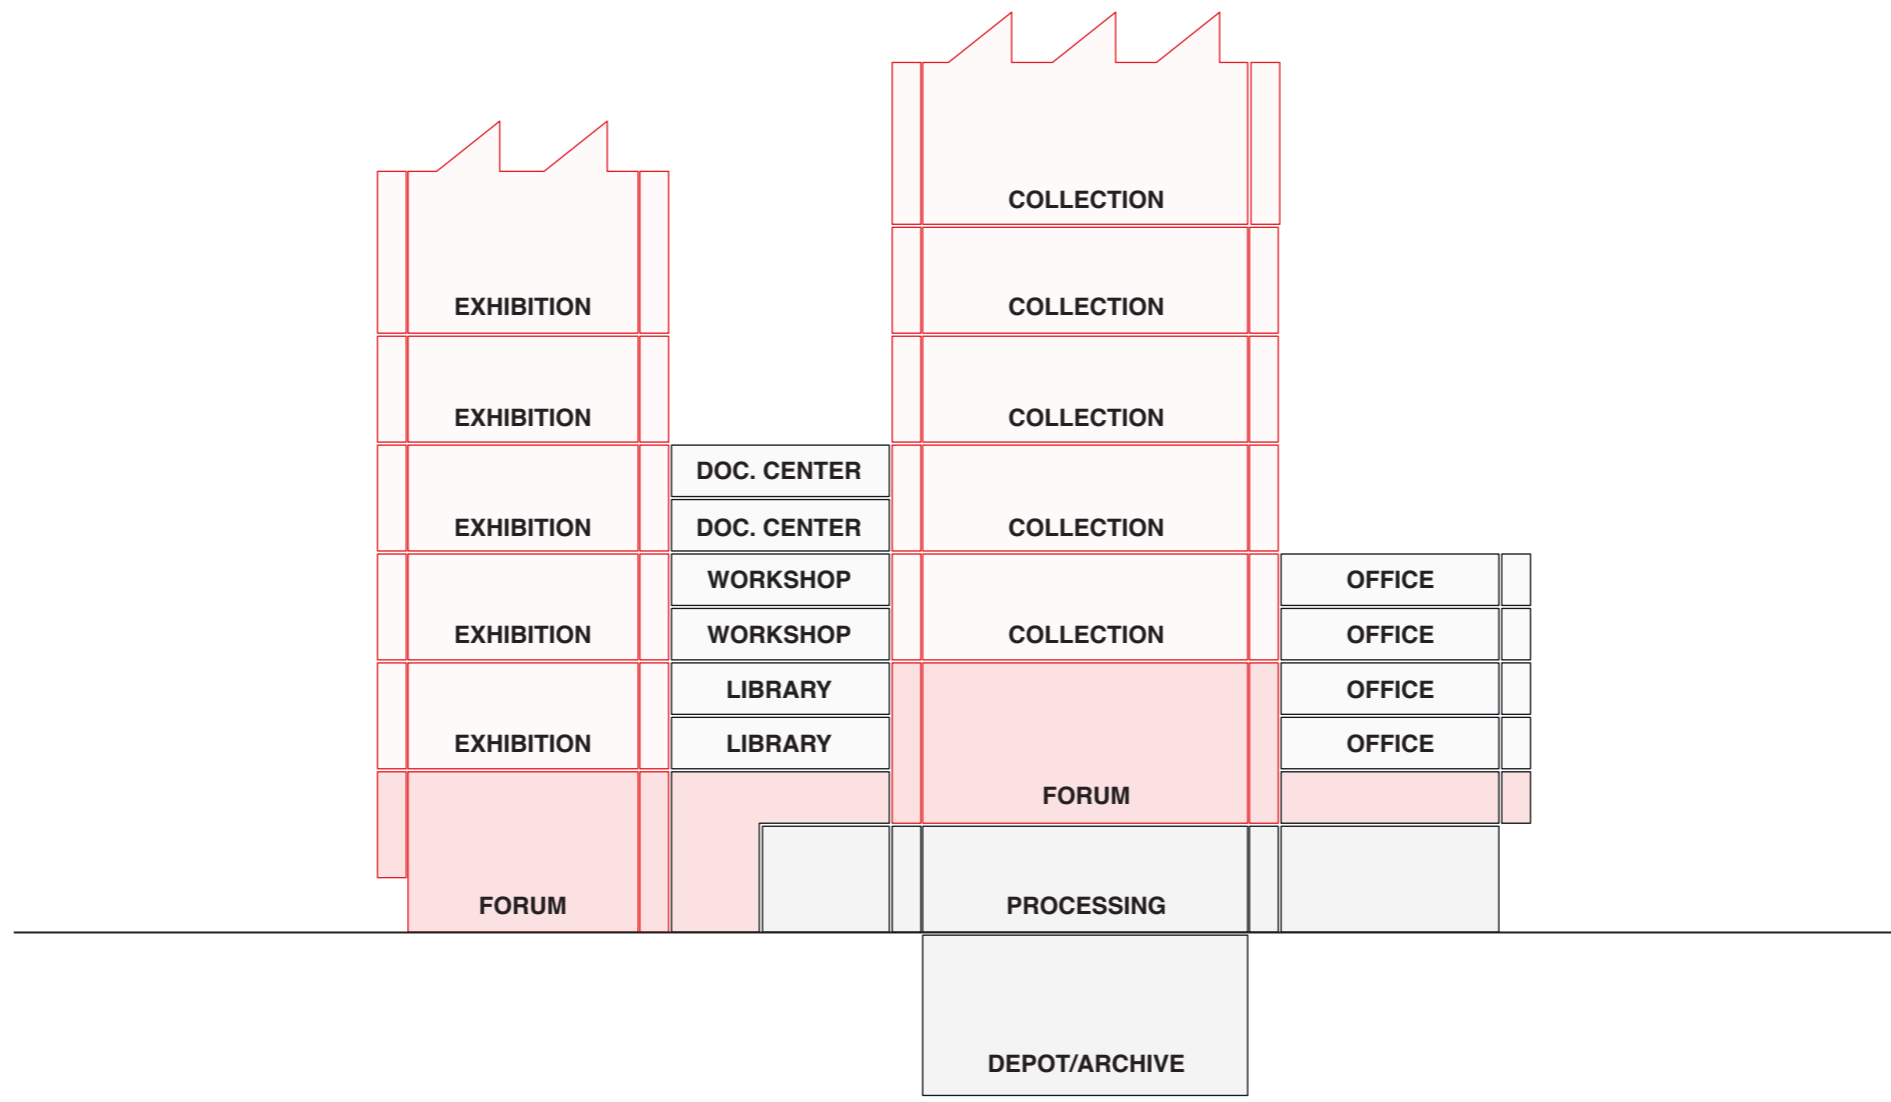 COLLECTION
EXHIBITION
COLLECTION
EXHIBITION
COLLECTION
DOC. CENTER
EXHIBITION
DOC. CENTER
COLLECTION
WORKSHOP
OFFICE
EXHIBITION
WORKSHOP
COLLECTION
OFFICE
LIBRARY
OFFICE
EXHIBITION
LIBRARY
OFFICE
FORUM
FORUM
PROCESSING
DEPOT/ARCHIVE